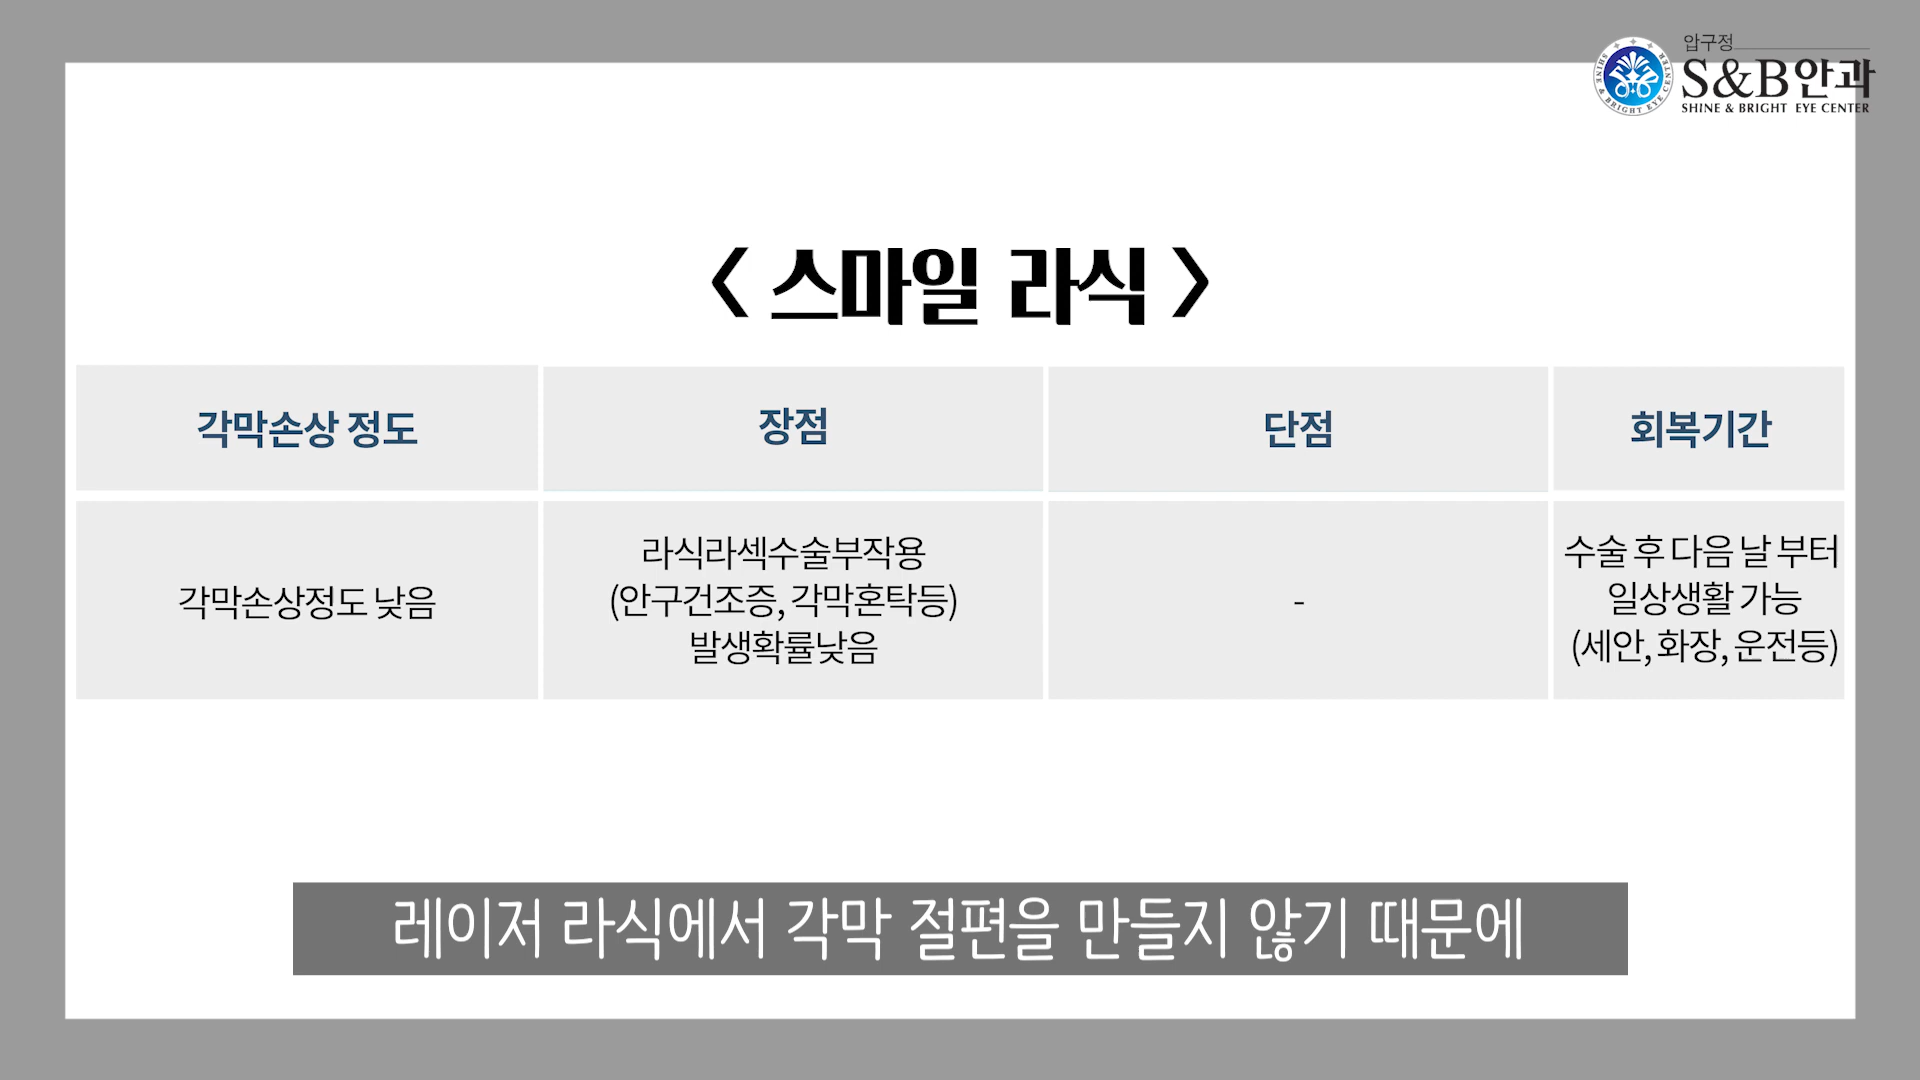 압구정
S&B안과
SHINE & BRIGHT EYE CENTER
SHINE & BRIGHT EYE CENTER
< 스마일 라식 >
각막손상 정도
장점
단점
회복기간
각막손상정도 낮음
라식라섹수술부작용
(안구건조증, 각막혼탁등)
발생확률낮음
-
수술 후 다음 날 부터
일상생활 가능
(세안, 화장, 운전등)
레이저 라식에서 각막 절편을 만들지 않기 때문에